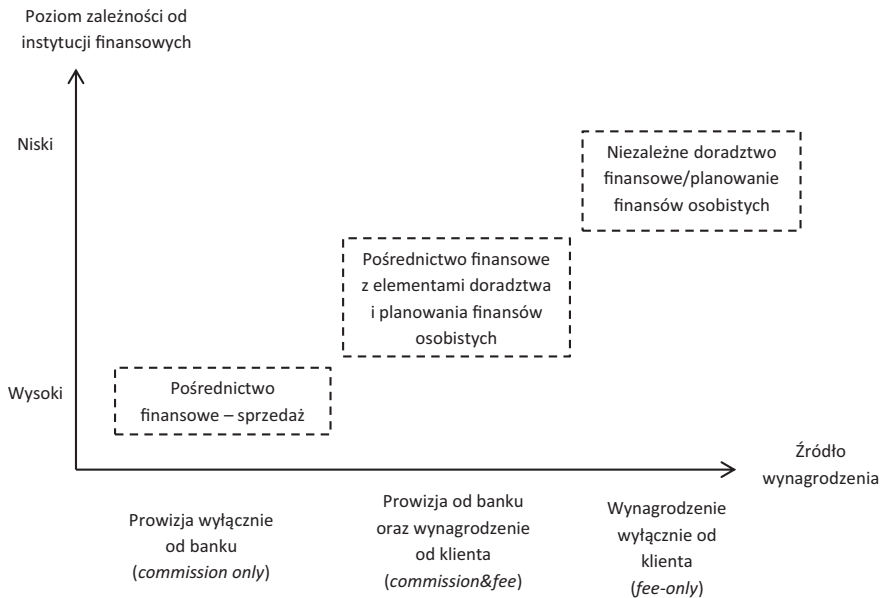 Poziom zależności od
instytucji finansowych
Niski
Niezależne doradztwo
finansowe/planowanie
finansów osobistych
Pośrednictwo finansowe
z elementami doradztwa
i planowania finansów
osobistych
Wysoki
Pośrednictwo
finansowe – sprzedaż
Źródło
wynagrodzenia
Prowizja wyłącznie
od banku
(commission only)
Prowizja od banku
oraz wynagrodzenie
od klienta
(commission&fee)
Wynagrodzenie
wyłącznie od
klienta
(fee-only)